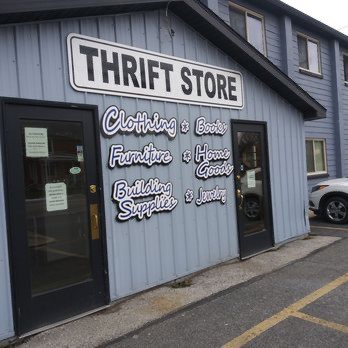 THRIFT STORE
Clothing * Books
Furniture * Home Goods
Building Supplies * Jewelry